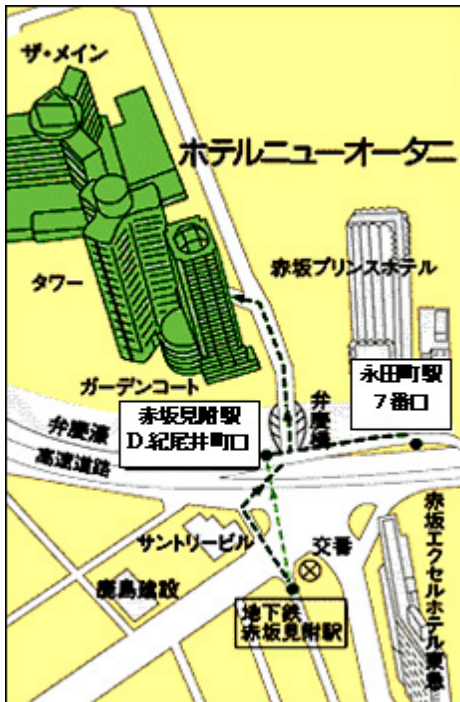 ザ・メイン
ホテルニューオータニ
赤坂プリンスホテル
タワー
ガーデンコート
永田町駅
7番口
赤坂見附駅
D.紀尾井町口
弁慶橋
弁慶濠
高速道路
サントリービル
交番
鹿島建設
赤坂エクセルホテル東急
地下鉄
赤坂見附駅